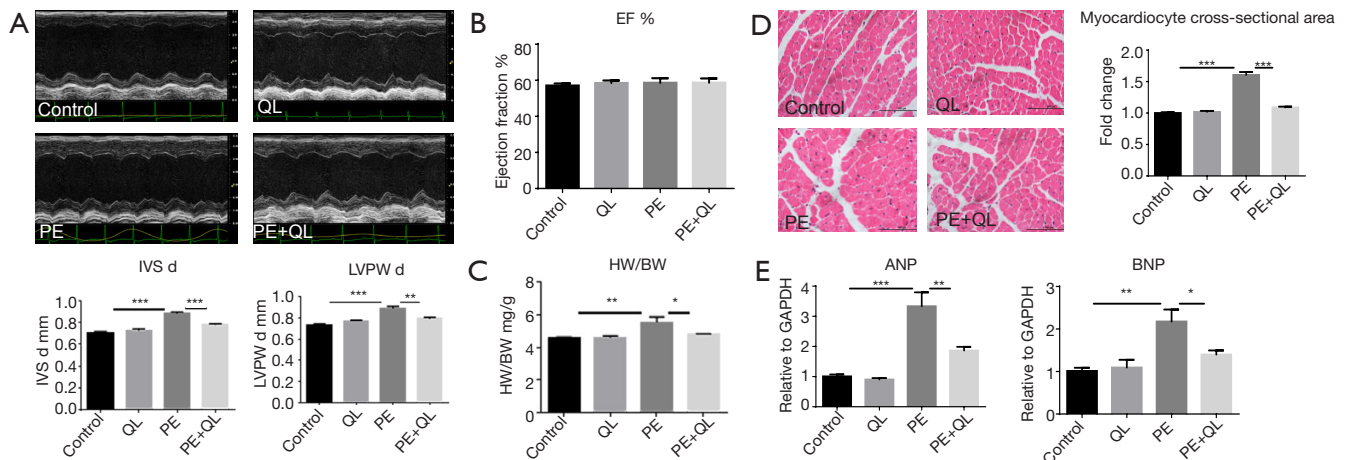 A
Control
QL
PE
PE+QL
IVS d
1.0
0.8
0.6
0.4
0.2
0.0
IVS d mm
***
***
Control
QL
PE
PE+QL
LVPW d
1.0
0.8
0.6
0.4
0.2
0.0
LVPW d mm
***
**
Control
QL
PE
PE+QL
B
EF %
80
60
40
20
0
Ejection fraction %
Control
QL
PE
PE+QL
C
HW/BW
6
4
2
0
HW/BW mg/g
**
*
Control
QL
PE
PE+QL
D
Control
QL
PE
PE+QL
Myocardiocyte cross-sectional area
2.0
1.5
1.0
0.5
0.0
Fold change
***
***
Control
QL
PE
PE+QL
E
ANP
4
3
2
1
0
Relative to GAPDH
***
**
Control
QL
PE
PE+QL
BNP
3
2
1
0
Relative to GAPDH
**
*
Control
QL
PE
PE+QL